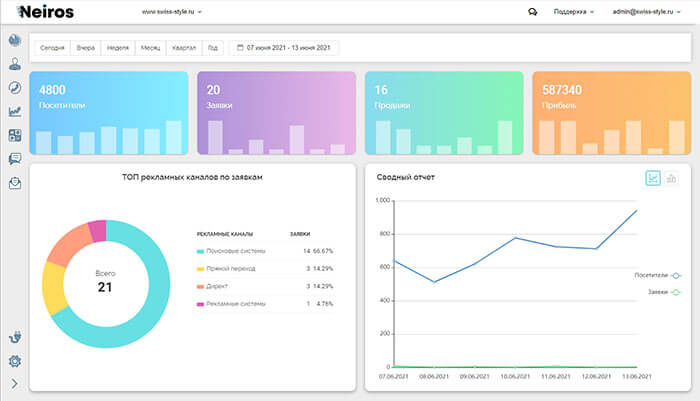 Neiros
www.swiss-style.ru
Поддержка
admin@swiss-style.ru
Сегодня Вчера Неделя Месяц Квартал Год 07 июня 2021 - 13 июня 2021
4800
Посетители
20
Заявки
16
Продажи
587340
Прибыль
ТОП рекламных каналов по заявкам
Всего
21
РЕКЛАМНЫЕ КАНАЛЫ ЗАЯВКИ
Поисковые системы 14 66.67%
Прямой переход 3 14.29%
Директ 3 14.29%
Рекламные системы 1 4.76%
Сводный отчет
1,000
800
600
400
200
0
07.06.2021 08.06.2021 09.06.2021 10.06.2021 11.06.2021 12.06.2021 13.06.2021
Посетители
Заявки